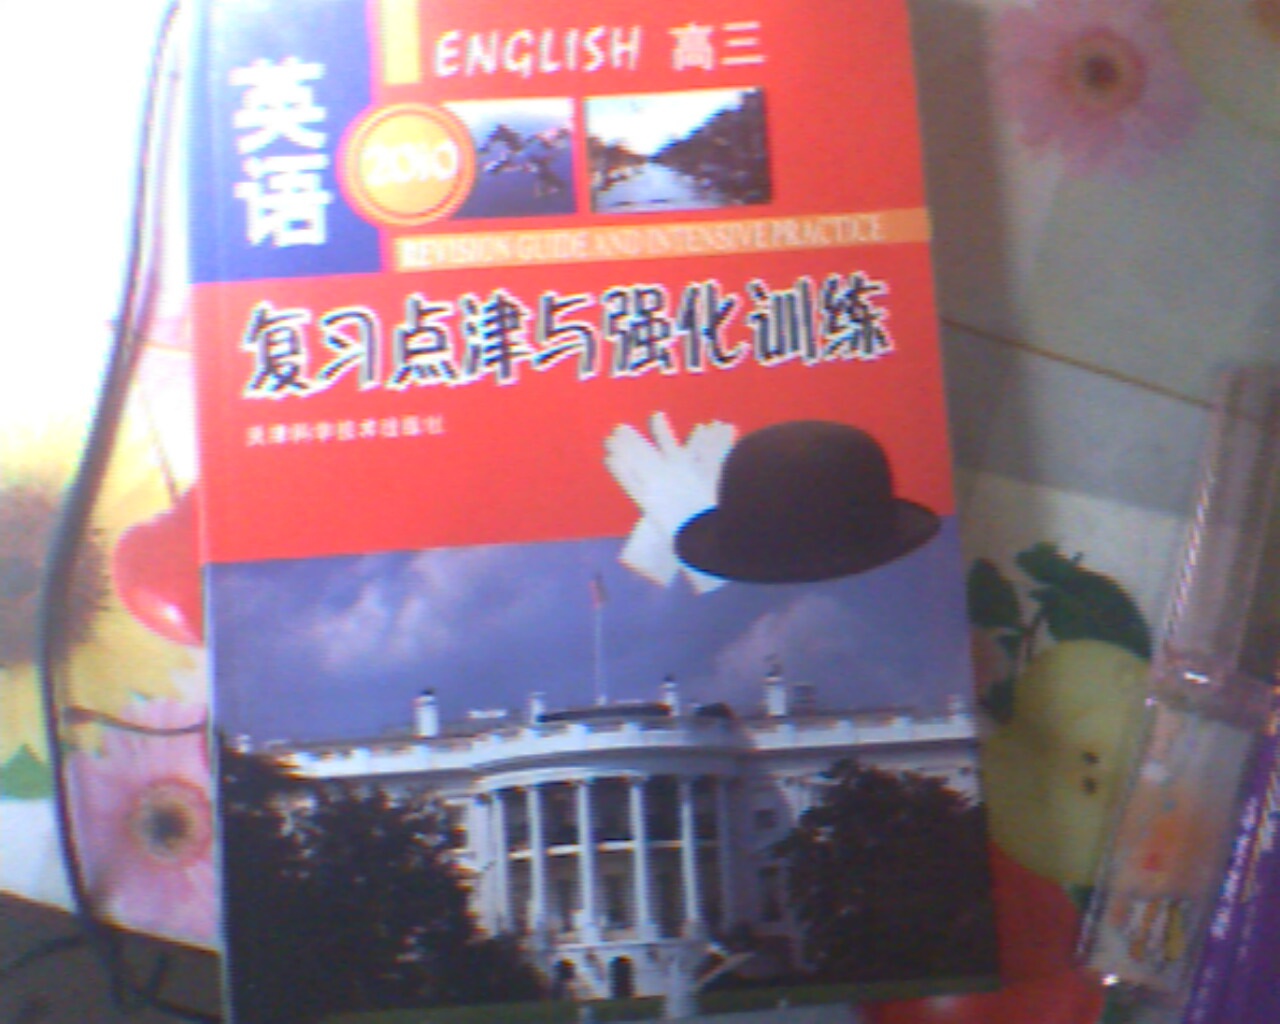 英语
ENGLISH 高三
2010
REVISION GUIDE AND INTENSIVE PRACTICE
复习点津与强化训练
天津科学技术出版社